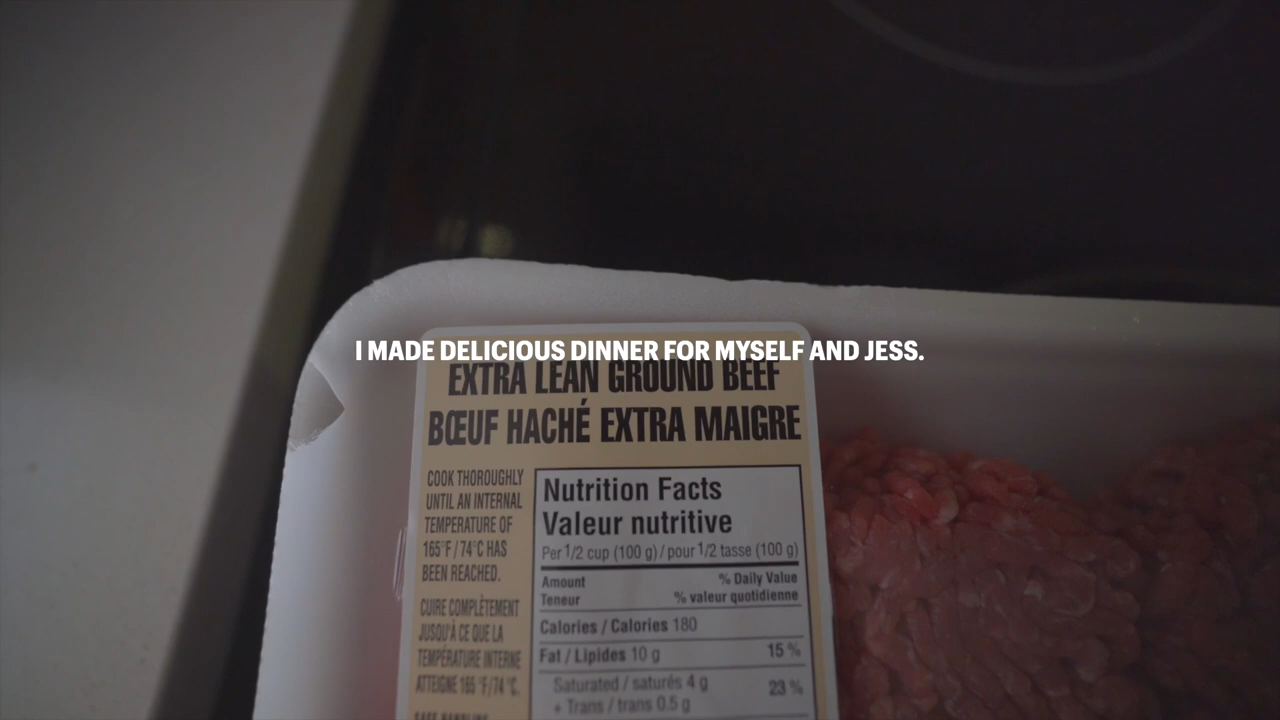 I MADE DELICIOUS DINNER FOR MYSELF AND JESS.
EXTRA LEAN GROUND BEEF
BŒUF HACHÉ EXTRA MAIGRE
COOK THOROUGHLY
UNTIL AN INTERNAL
TEMPERATURE OF
165°F / 74°C HAS
BEEN REACHED.
CUIRE COMPLÈTEMENT
JUSQU'À CE QUE LA
TEMPÉRATURE INTERNE
ATTEIGNE 165 °F/74 °C.
SAFE HANDLING
Nutrition Facts
Valeur nutritive
Per 1/2 cup (100 g) / pour 1/2 tasse (100 g)
Amount % Daily Value
Teneur % valeur quotidienne
Calories / Calories 180
Fat / Lipides 10 g 15 %
Saturated / saturés 4 g 23 %
+ Trans / trans 0.5 g